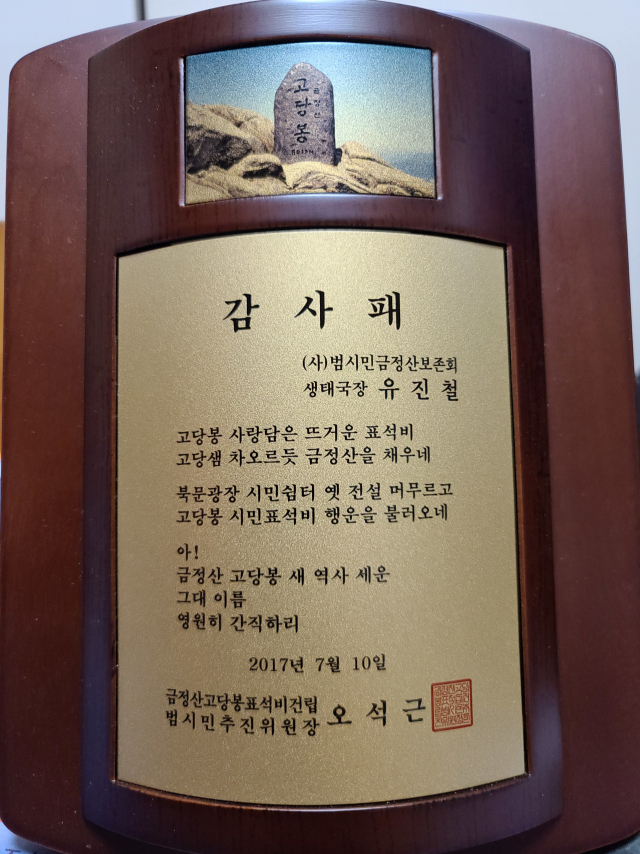 금정산
고당봉
감 사 패
(사)범시민금정산보존회
생태국장 유 진 철
고당봉 사랑담은 뜨거운 표석비
고당샘 차오르듯 금정산을 채우네
북문광장 시민쉼터 옛 전설 머무르고
고당봉 시민표석비 행운을 불러오네
아!
금정산 고당봉 새 역사 세운
그대 이름
영원히 간직하리
2017년 7월 10일
금정산고당봉표석비건립
범시민추진위원장 오 석 근